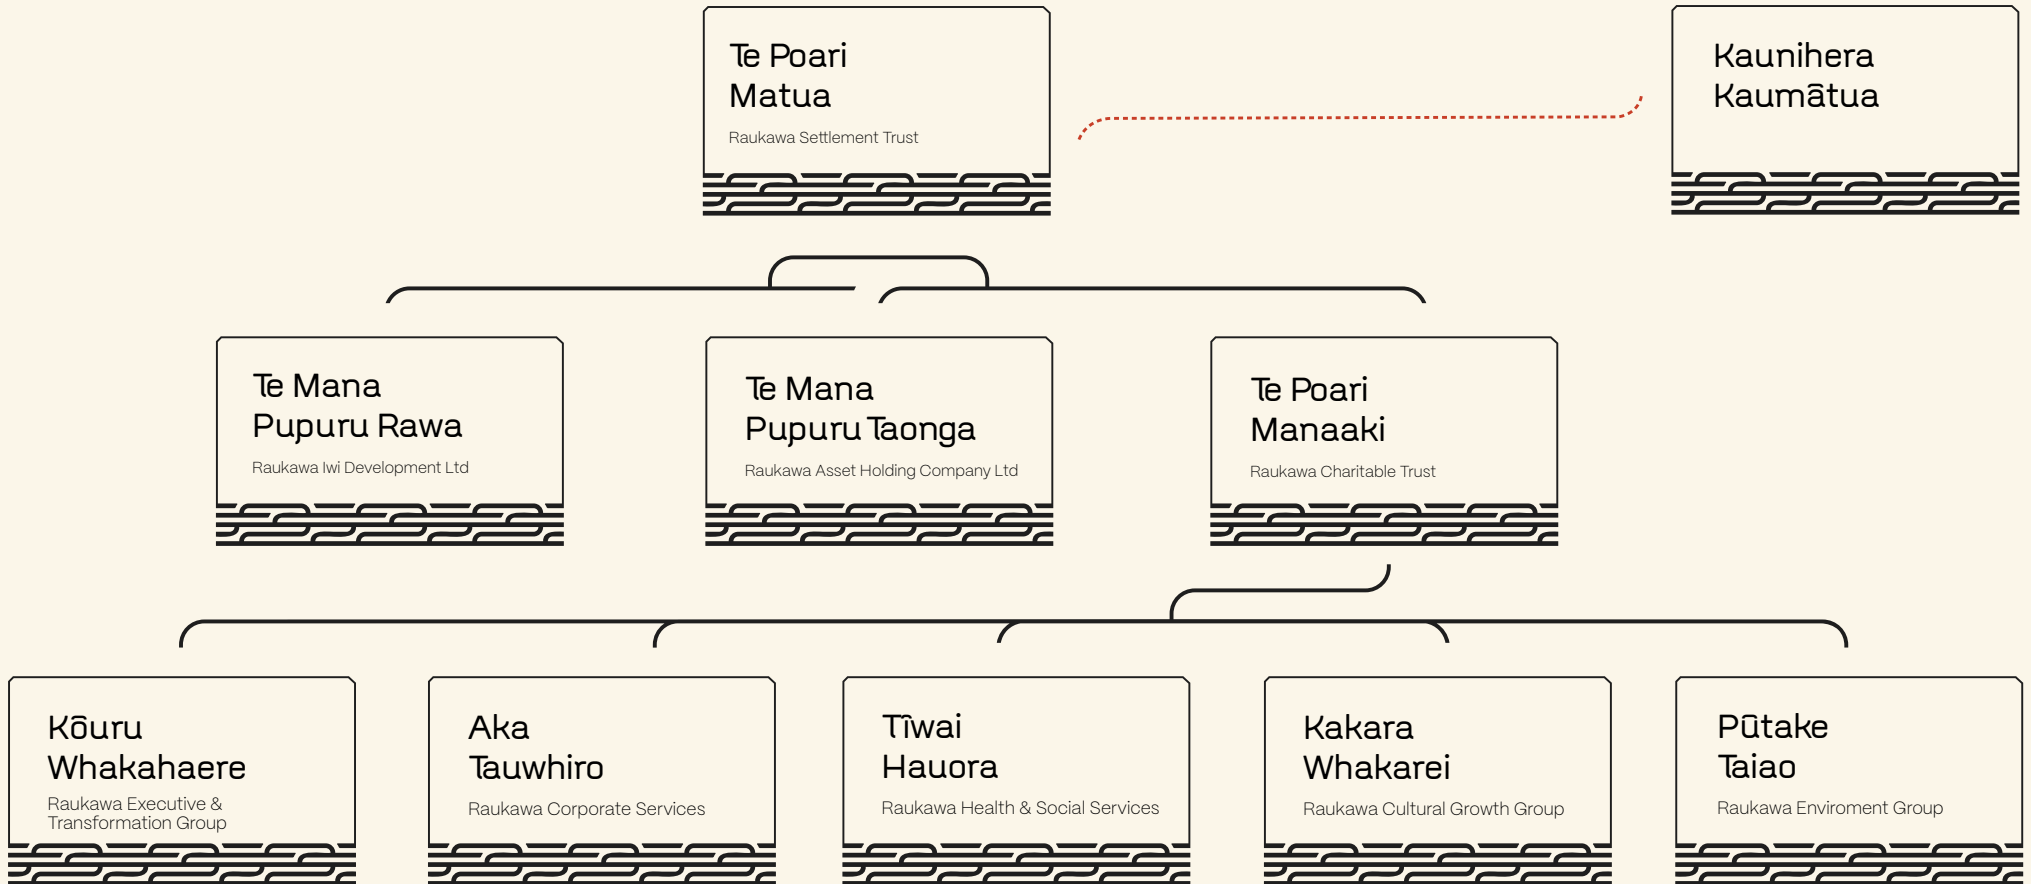 Te Poari
Matua
Raukawa Settlement Trust
Kaunihera
Kaumātua
Te Mana
Pupuru Rawa
Raukawa Iwi Development Ltd
Te Mana
Pupuru Taonga
Raukawa Asset Holding Company Ltd
Te Poari
Manaaki
Raukawa Charitable Trust
Kōuru
Whakahaere
Raukawa Executive &
Transformation Group
Aka
Tauwhiro
Raukawa Corporate Services
Tīwai
Hauora
Raukawa Health & Social Services
Kakara
Whakarei
Raukawa Cultural Growth Group
Pūtake
Taiao
Raukawa Enviroment Group